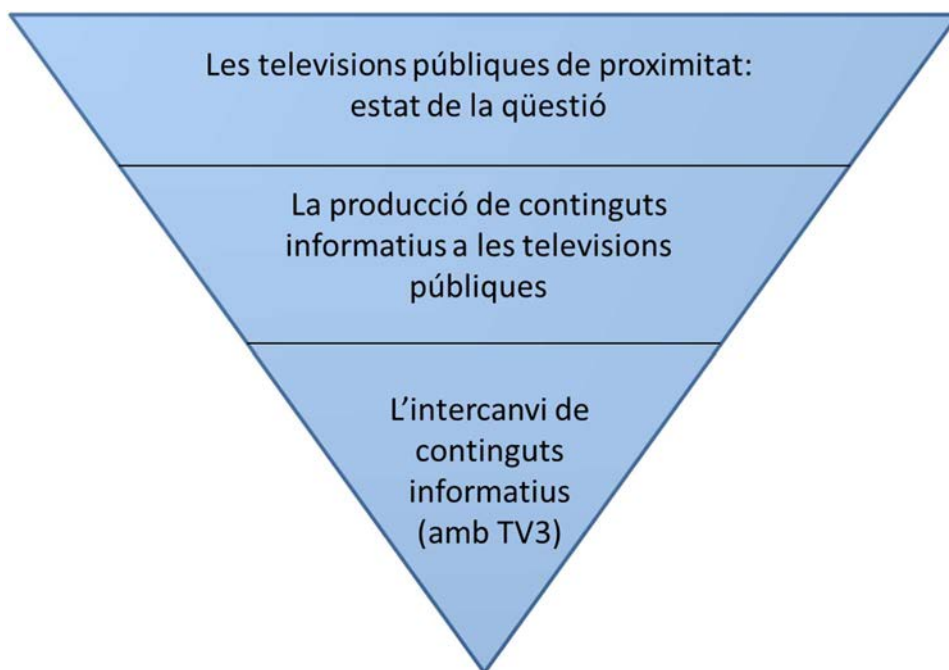 Les televisions públiques de proximitat:
estat de la qüestió
La producció de continguts
informatius a les televisions
públiques
L’intercanvi de
continguts
informatius
(amb TV3)